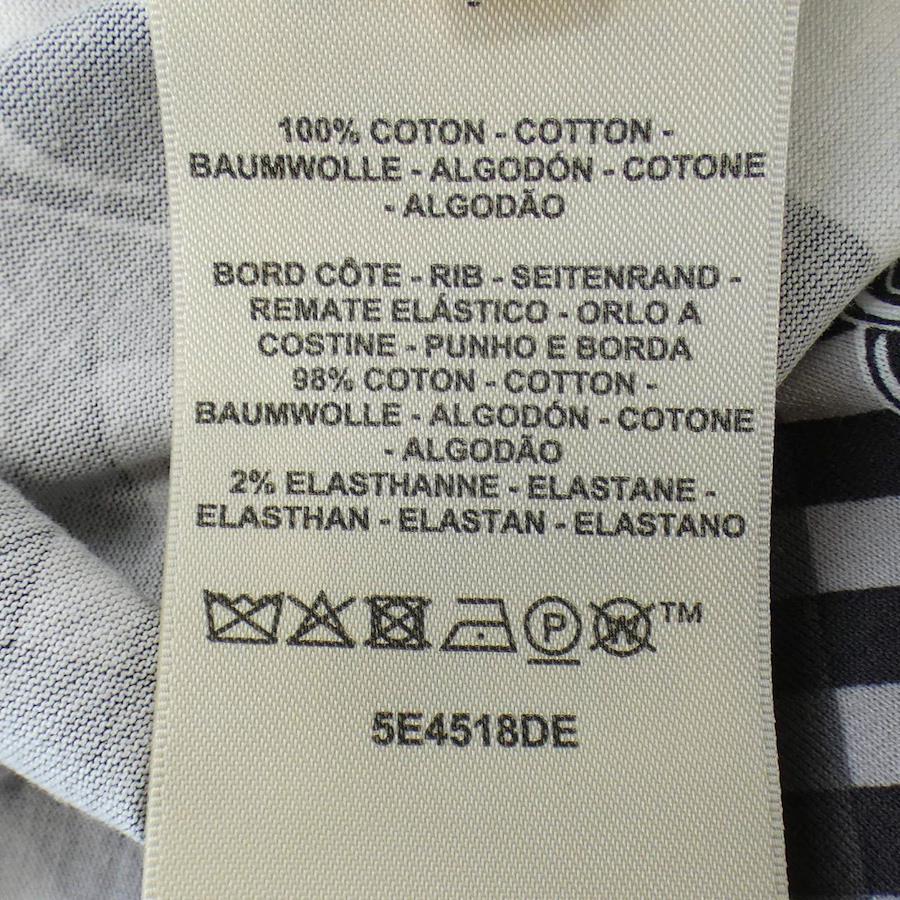 100% COTON - COTTON -
BAUMWOLLE - ALGODÓN - COTONE
- ALGODÃO
BORD CÔTE - RIB - SEITENRAND -
REMATE ELÁSTICO - ORLO A
COSTINE - PUNHO E BORDA
98% COTON - COTTON -
BAUMWOLLE - ALGODÓN - COTONE
- ALGODÃO
2% ELASTHANNE - ELASTANE -
ELASTHAN - ELASTAN - ELASTANO
P W TM
5E4518DE